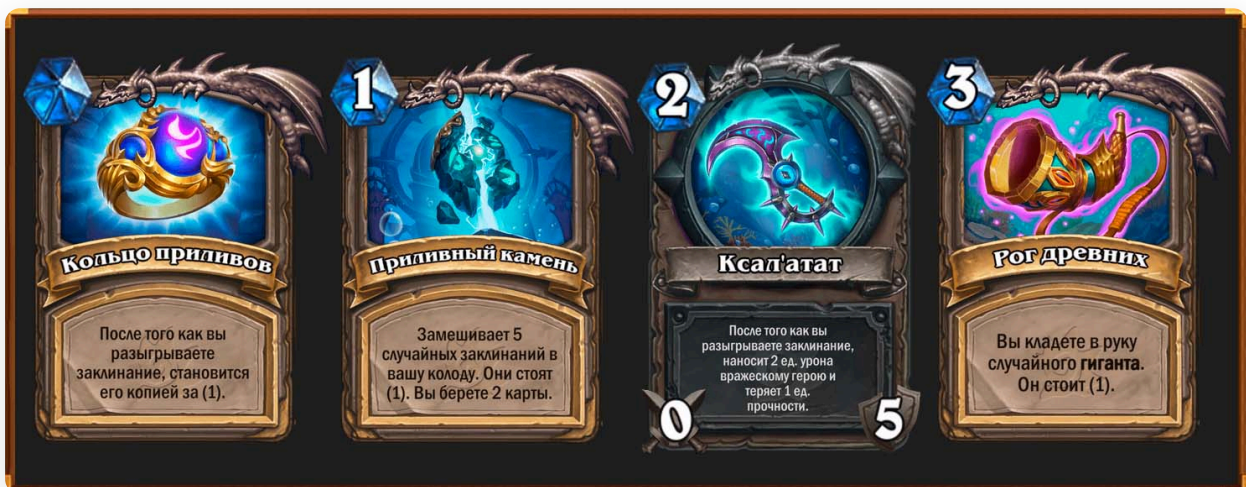 Кольцо приливов
После того как вы
разыгрываете
заклинание, становится
его копией за (1).
1
Приливный камень
Замешивает 5
случайных заклинаний в
вашу колоду. Они стоят
(1). Вы берете 2 карты.
2
Ксал'атат
После того как вы
разыгрываете заклинание,
наносит 2 ед. урона
вражескому герою и
теряет 1 ед.
прочности.
0
5
3
Рог древних
Вы кладете в руку
случайного гиганта.
Он стоит (1).